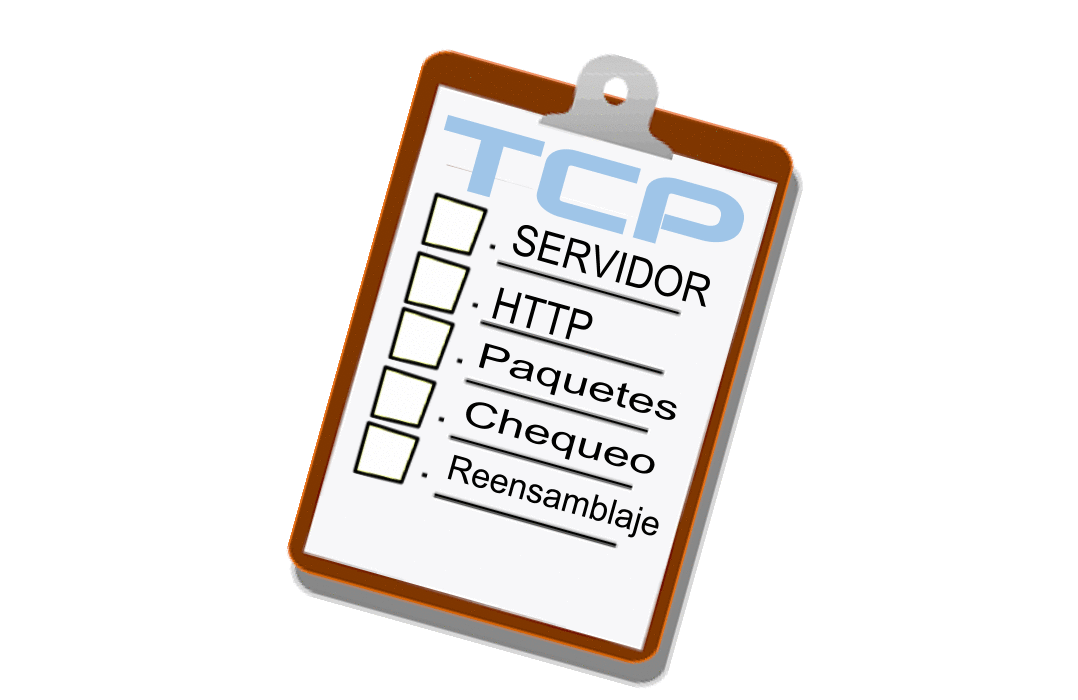 TCP
. SERVIDOR
. HTTP
. Paquetes
. Chequeo
. Reensamblaje